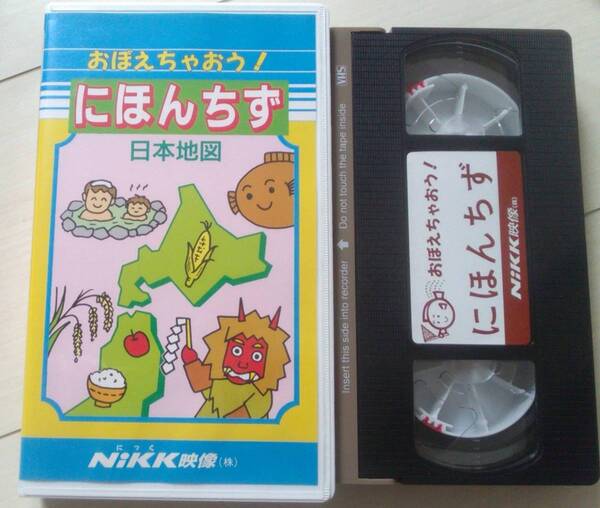 おぼえちゃおう!
にほんちず
日本地図
にっく
NiKK映像(株)
VHS
Do not touch the tape inside
Insert this side into recorder
おぼえちゃおう!
にほんちず
NiKK映像(株)